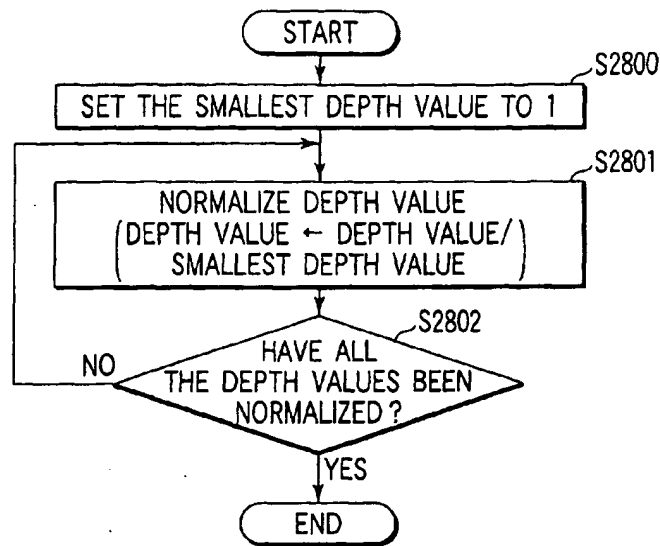 START
S2800
SET THE SMALLEST DEPTH VALUE TO 1
S2801
NORMALIZE DEPTH VALUE
(DEPTH VALUE ← DEPTH VALUE/
SMALLEST DEPTH VALUE)
S2802
HAVE ALL
THE DEPTH VALUES BEEN
NORMALIZED?
NO
YES
END